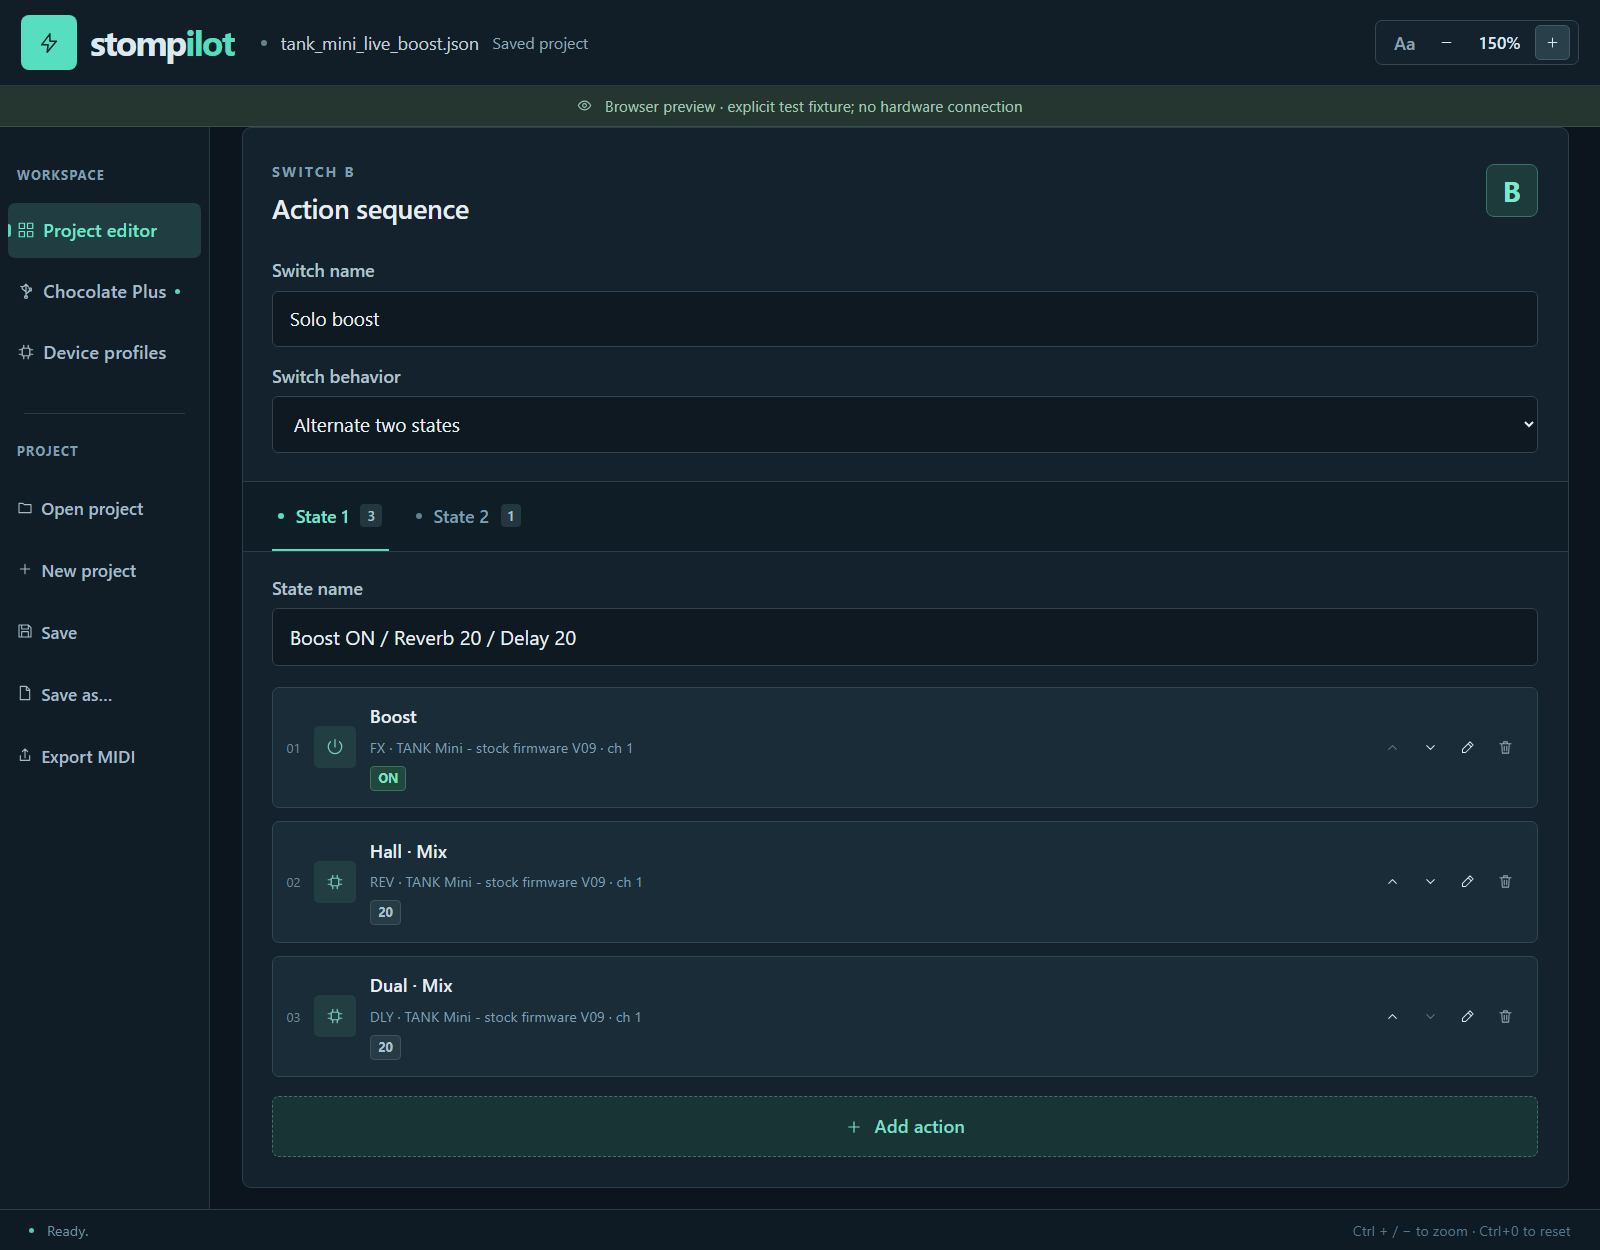 stompilot
tank_mini_live_boost.json Saved project
Aa − 150% +
Browser preview · explicit test fixture; no hardware connection
WORKSPACE
Project editor
Chocolate Plus
Device profiles
PROJECT
Open project
New project
Save
Save as...
Export MIDI
SWITCH B
Action sequence
B
Switch name
Solo boost
Switch behavior
Alternate two states
State 1 3
State 2 1
State name
Boost ON / Reverb 20 / Delay 20
01
Boost
FX · TANK Mini - stock firmware V09 · ch 1
ON
02
Hall · Mix
REV · TANK Mini - stock firmware V09 · ch 1
20
03
Dual · Mix
DLY · TANK Mini - stock firmware V09 · ch 1
20
+ Add action
Ready.
Ctrl + / − to zoom · Ctrl+0 to reset